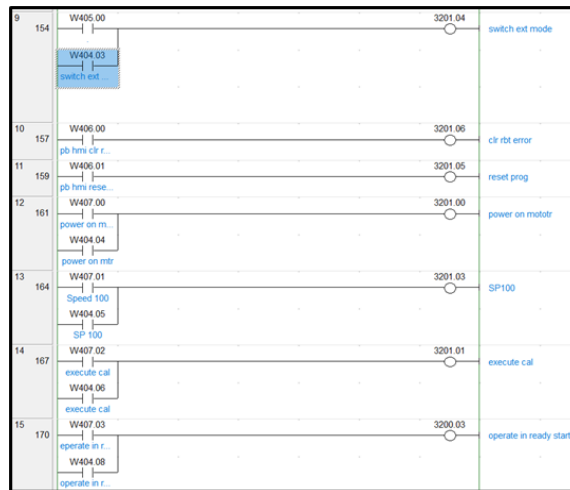 9 154 W405.00 3201.04 switch ext mode
W404.03
switch ext ...
10 157 W406.00 3201.06 clr rbt error
pb hmi clr r...
11 159 W406.01 3201.05 reset prog
pb hmi rese...
12 161 W407.00 3201.00 power on mototr
power on m...
W404.04
power on mtr
13 164 W407.01 3201.03 SP100
Speed 100
W404.05
SP 100
14 167 W407.02 3201.01 execute cal
execute cal
W404.06
execute cal
15 170 W407.03 3200.03 operate in ready start
eperate in r...
W404.08
operate in r...